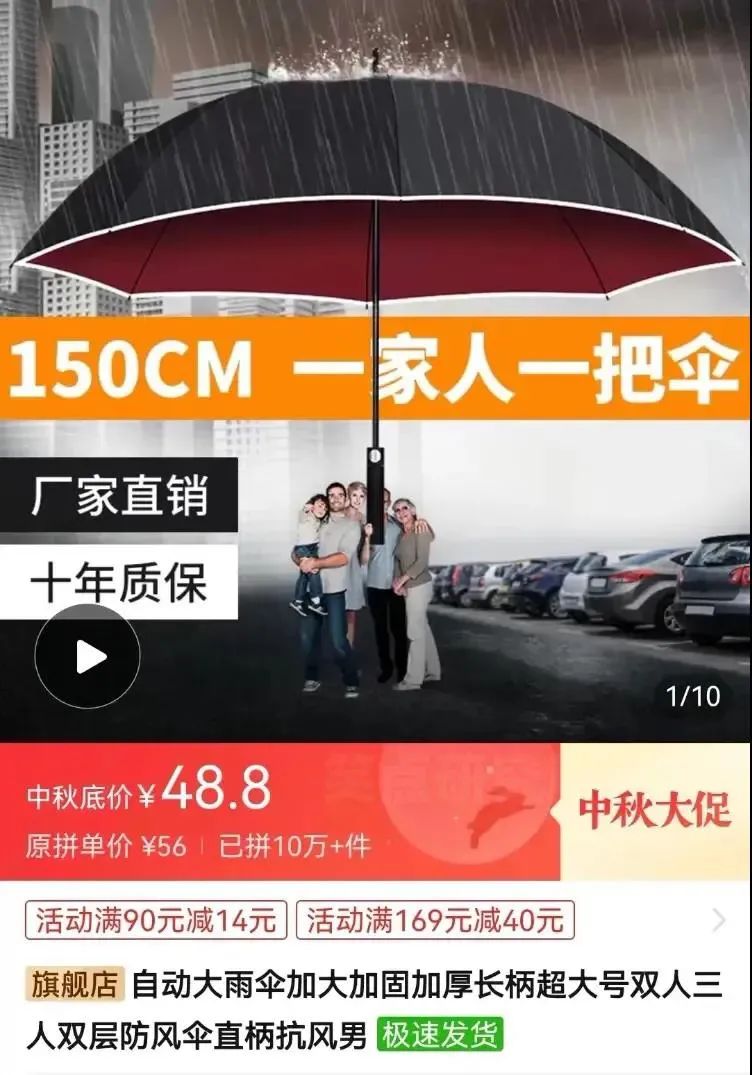 150CM 一家人一把伞
厂家直销
十年质保
1/10
中秋底价¥48.8
中秋大促
原拼单价 ¥56 | 已拼10万+件
活动满90元减14元 活动满169元减40元
旗舰店 自动大雨伞加大加固加厚长柄超大号双人三
人双层防风伞直柄抗风男 极速发货